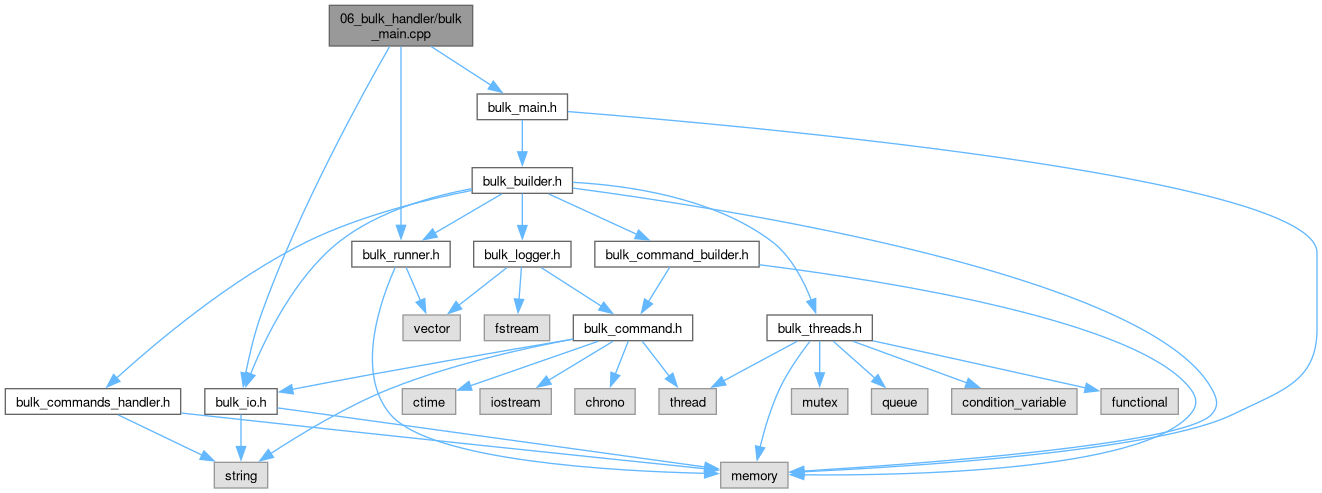 06_bulk_handler/bulk
_main.cpp
bulk_main.h
bulk_builder.h
bulk_runner.h
bulk_logger.h
bulk_command_builder.h
vector
fstream
bulk_command.h
bulk_threads.h
bulk_commands_handler.h
bulk_io.h
ctime
iostream
chrono
thread
mutex
queue
condition_variable
functional
string
memory